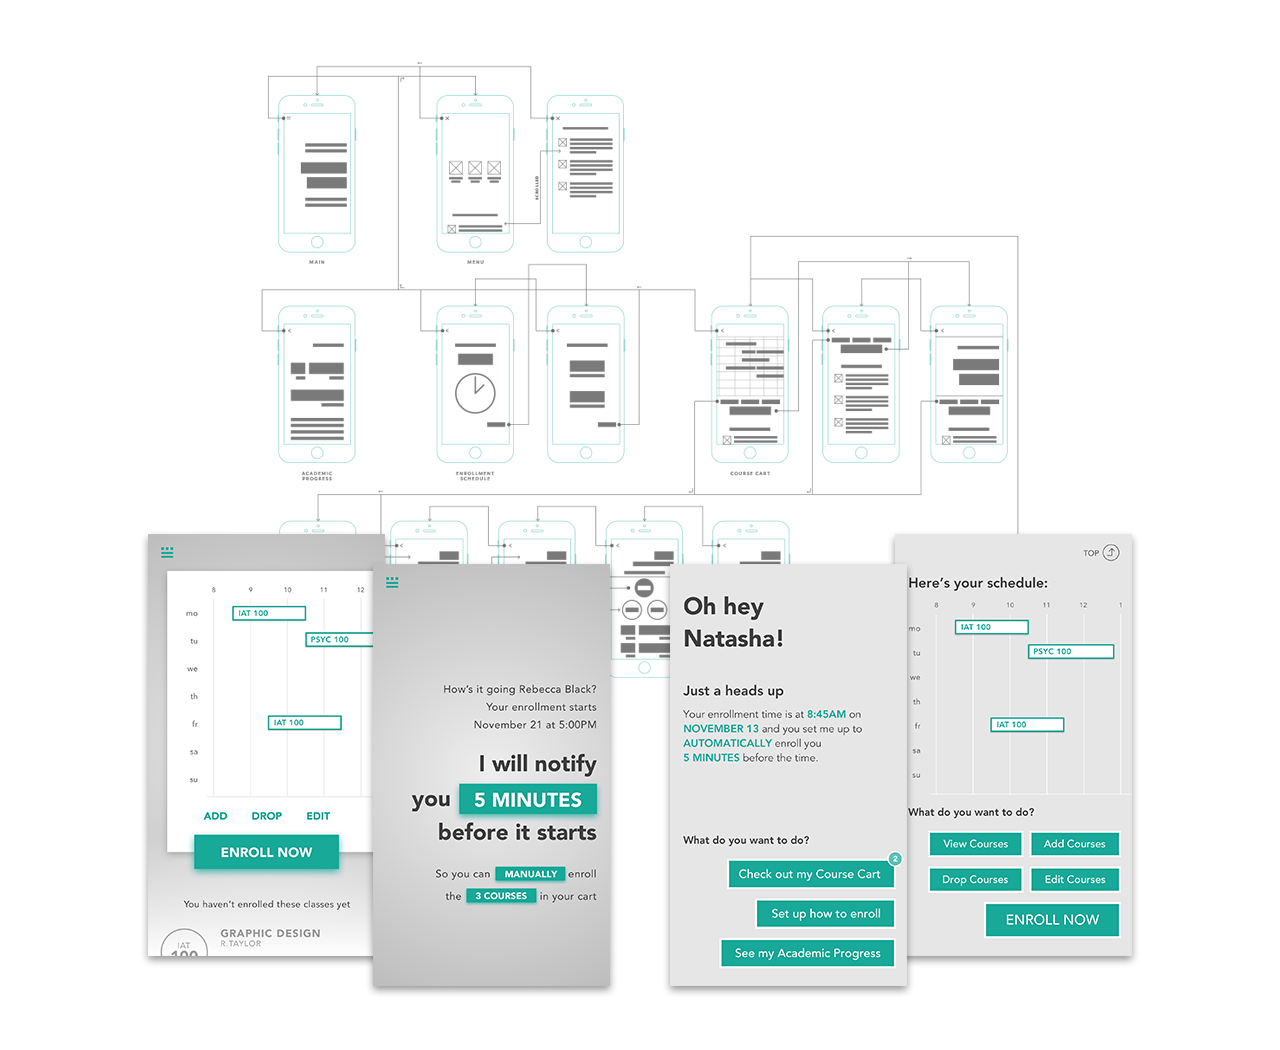 MAIN
MENU
SCROLLED
ACADEMIC
PROGRESS
ENROLLMENT
SCHEDULE
COURSE CART
8 9 10 11 12
mo
IAT 100
tu
PSYC 100
we
th
fr
IAT 100
sa
su
ADD DROP EDIT
ENROLL NOW
You haven't enrolled these classes yet
IAT
100
GRAPHIC DESIGN
R.TAYLOR
How's it going Rebecca Black?
Your enrollment starts
November 21 at 5:00PM
I will notify
you 5 MINUTES
before it starts
So you can MANUALLY enroll
the 3 COURSES in your cart
Oh hey
Natasha!
Just a heads up
Your enrollment time is at 8:45AM on
NOVEMBER 13 and you set me up to
AUTOMATICALLY enroll you
5 MINUTES before the time.
What do you want to do?
2
Check out my Course Cart
Set up how to enroll
See my Academic Progress
TOP
Here's your schedule:
8 9 10 11 12 1
mo
IAT 100
tu
PSYC 100
we
th
fr
IAT 100
sa
su
What do you want to do?
View Courses Add Courses
Drop Courses Edit Courses
ENROLL NOW